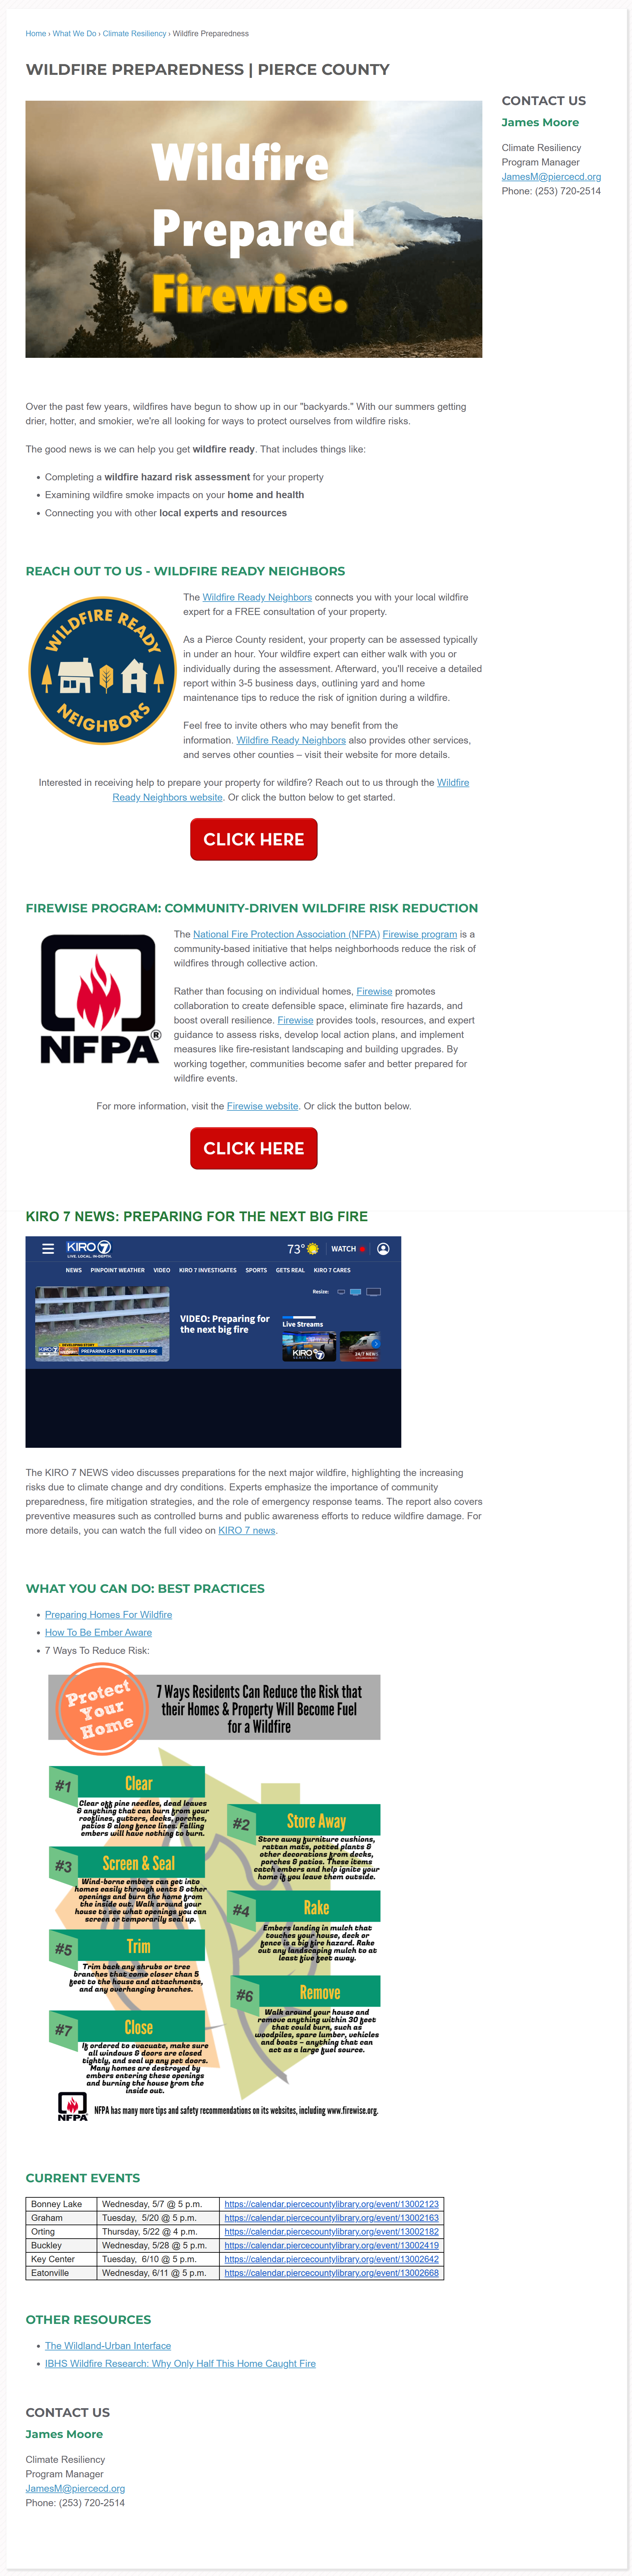 Home › What We Do › Climate Resiliency › Wildfire Preparedness
WILDFIRE PREPAREDNESS | PIERCE COUNTY
Wildfire
Prepared
Firewise.
CONTACT US
James Moore
Climate Resiliency
Program Manager
JamesM@piercecd.org
Phone: (253) 720-2514
Over the past few years, wildfires have begun to show up in our "backyards." With our summers getting
drier, hotter, and smokier, we're all looking for ways to protect ourselves from wildfire risks.
The good news is we can help you get wildfire ready. That includes things like:
• Completing a wildfire hazard risk assessment for your property
• Examining wildfire smoke impacts on your home and health
• Connecting you with other local experts and resources
REACH OUT TO US - WILDFIRE READY NEIGHBORS
WILDFIRE READY
NEIGHBORS
The Wildfire Ready Neighbors connects you with your local wildfire
expert for a FREE consultation of your property.
As a Pierce County resident, your property can be assessed typically
in under an hour. Your wildfire expert can either walk with you or
individually during the assessment. Afterward, you'll receive a detailed
report within 3-5 business days, outlining yard and home
maintenance tips to reduce the risk of ignition during a wildfire.
Feel free to invite others who may benefit from the
information. Wildfire Ready Neighbors also provides other services,
and serves other counties – visit their website for more details.
Interested in receiving help to prepare your property for wildfire? Reach out to us through the Wildfire
Ready Neighbors website. Or click the button below to get started.
CLICK HERE
FIREWISE PROGRAM: COMMUNITY-DRIVEN WILDFIRE RISK REDUCTION
NFPA®
The National Fire Protection Association (NFPA) Firewise program is a
community-based initiative that helps neighborhoods reduce the risk of
wildfires through collective action.
Rather than focusing on individual homes, Firewise promotes
collaboration to create defensible space, eliminate fire hazards, and
boost overall resilience. Firewise provides tools, resources, and expert
guidance to assess risks, develop local action plans, and implement
measures like fire-resistant landscaping and building upgrades. By
working together, communities become safer and better prepared for
wildfire events.
For more information, visit the Firewise website. Or click the button below.
CLICK HERE
KIRO 7 NEWS: PREPARING FOR THE NEXT BIG FIRE
KIRO 7
LIVE. LOCAL. IN-DEPTH.
73°
WATCH
NEWS PINPOINT WEATHER VIDEO KIRO 7 INVESTIGATES SPORTS GETS REAL KIRO 7 CARES
Resize:
VIDEO: Preparing for
the next big fire
Live Streams
DEVELOPING STORY
PREPARING FOR THE NEXT BIG FIRE
KIRO 7
24/7 NEWS
The KIRO 7 NEWS video discusses preparations for the next major wildfire, highlighting the increasing
risks due to climate change and dry conditions. Experts emphasize the importance of community
preparedness, fire mitigation strategies, and the role of emergency response teams. The report also covers
preventive measures such as controlled burns and public awareness efforts to reduce wildfire damage. For
more details, you can watch the full video on KIRO 7 news.
WHAT YOU CAN DO: BEST PRACTICES
• Preparing Homes For Wildfire
• How To Be Ember Aware
• 7 Ways To Reduce Risk:
Protect
Your
Home
7 Ways Residents Can Reduce the Risk that
their Homes & Property Will Become Fuel
for a Wildfire
#1 Clear
Clear off pine needles, dead leaves
& anything that can burn from your
rooflines, gutters, decks, porches,
patios & along fence lines. Falling
embers will have nothing to burn.
#2 Store Away
Store away furniture cushions,
rattan mats, potted plants &
other decorations from decks,
porches & patios. These items
catch embers and help ignite your
home if you leave them outside.
#3 Screen & Seal
Wind-borne embers can get into
homes easily through vents & other
openings and burn the home from
the inside out. Walk around your
house to see what openings you can
screen or temporarily seal up.
#4 Rake
Embers landing in mulch that
touches your house, deck or
fence is a big fire hazard. Rake
out any landscaping mulch to at
least five feet away.
#5 Trim
Trim back any shrubs or tree
branches that come closer than 5
feet to the house and attachments,
and any overhanging branches.
#6 Remove
Walk around your house and
remove anything within 30 feet
that could burn, such as
woodpiles, spare lumber, vehicles
and boats – anything that can
act as a large fuel source.
#7 Close
If ordered to evacuate, make sure
all windows & doors are closed
tightly, and seal up any pet doors.
Many homes are destroyed by
embers entering these openings
and burning the house from the
inside out.
NFPA
NFPA has many more tips and safety recommendations on its websites, including www.firewise.org.
CURRENT EVENTS
Bonney Lake Wednesday, 5/7 @ 5 p.m. https://calendar.piercecountylibrary.org/event/13002123
Graham Tuesday, 5/20 @ 5 p.m. https://calendar.piercecountylibrary.org/event/13002163
Orting Thursday, 5/22 @ 4 p.m. https://calendar.piercecountylibrary.org/event/13002182
Buckley Wednesday, 5/28 @ 5 p.m. https://calendar.piercecountylibrary.org/event/13002419
Key Center Tuesday, 6/10 @ 5 p.m. https://calendar.piercecountylibrary.org/event/13002642
Eatonville Wednesday, 6/11 @ 5 p.m. https://calendar.piercecountylibrary.org/event/13002668
OTHER RESOURCES
• The Wildland-Urban Interface
• IBHS Wildfire Research: Why Only Half This Home Caught Fire
CONTACT US
James Moore
Climate Resiliency
Program Manager
JamesM@piercecd.org
Phone: (253) 720-2514